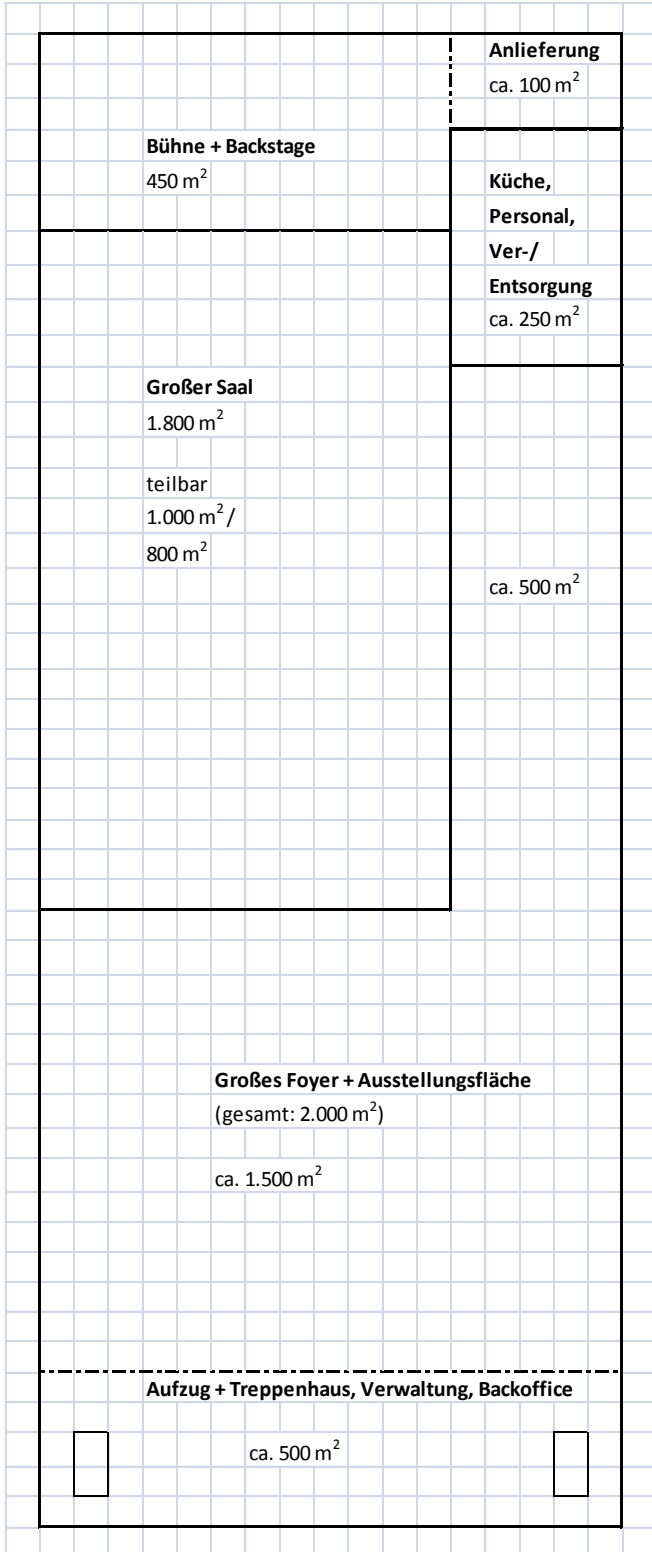 Anlieferung
ca. 100 m²
Bühne + Backstage
450 m²
Küche,
Personal,
Ver-/
Entsorgung
ca. 250 m²
Großer Saal
1.800 m²
teilbar
1.000 m² /
800 m²
ca. 500 m²
Großes Foyer + Ausstellungsfläche
(gesamt: 2.000 m²)
ca. 1.500 m²
Aufzug + Treppenhaus, Verwaltung, Backoffice
ca. 500 m²